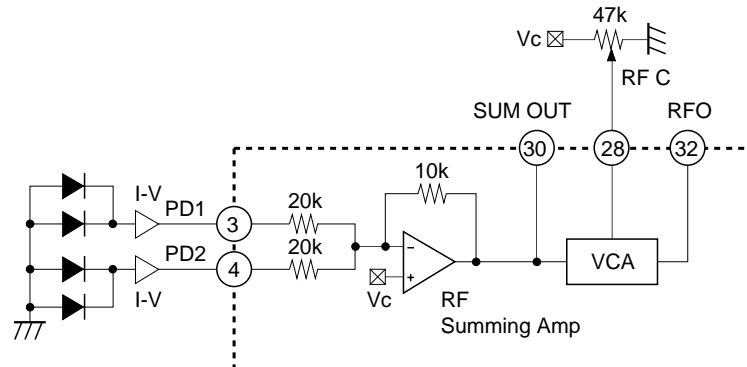 47k
Vc
RF C
SUM OUT
RFO
30
28
32
10k
I-V
PD1
3
20k
20k
PD2
4
I-V
−
+
Vc
RF
Summing Amp
VCA